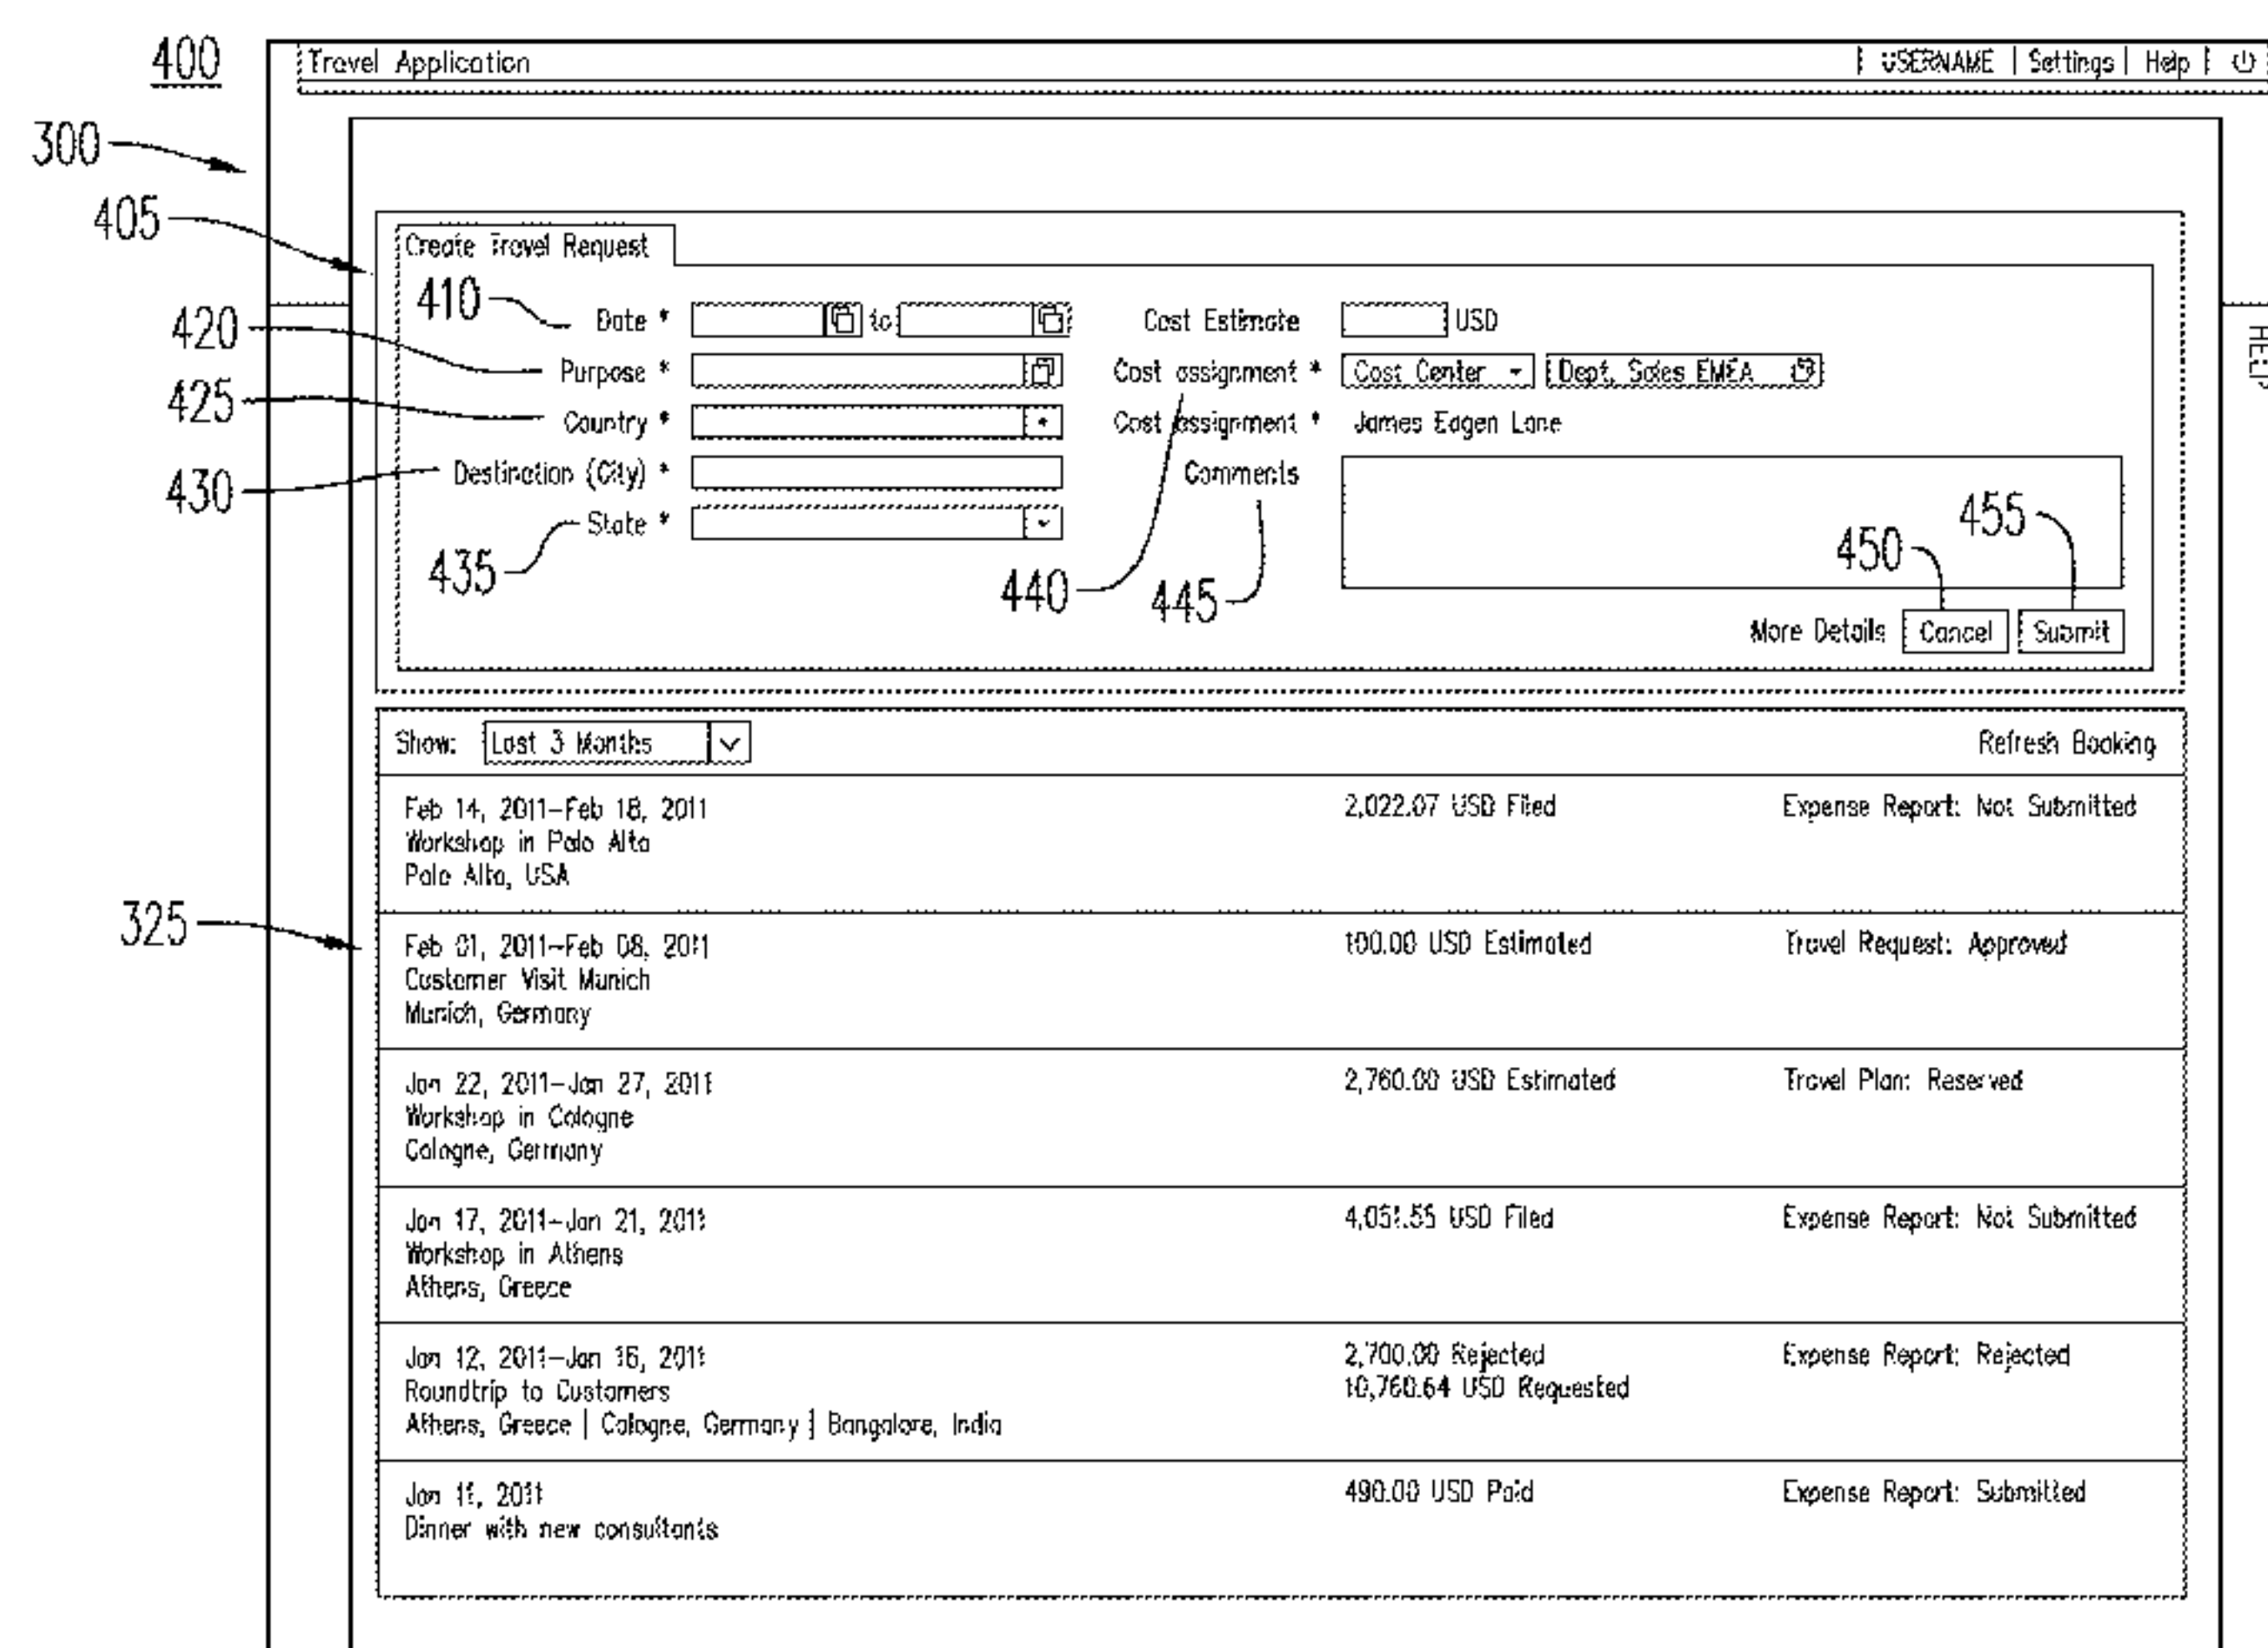 400
Travel Application | USERNAME | Settings | Help
300
405
Create Travel Request
410
420
425
430
435
Date * to
Cost Estimate USD
Purpose *
Cost assignment * Cost Center Dept. Sales EMEA
Country *
Cost assignment * James Eagen Lane
Destination (City) *
Comments
State *
440
445
450
455
More Details Cancel Submit
HELP
Show: Last 3 Months Refresh Booking
Feb 14, 2011-Feb 18, 2011 2,022.07 USD Filed Expense Report: Not Submitted
Workshop in Palo Alto
Palo Alto, USA
325
Feb 01, 2011-Feb 08, 2011 100.00 USD Estimated Travel Request: Approved
Customer Visit Munich
Munich, Germany
Jan 22, 2011-Jan 27, 2011 2,760.00 USD Estimated Travel Plan: Reserved
Workshop in Cologne
Cologne, Germany
Jan 17, 2011-Jan 21, 2011 4,051.55 USD Filed Expense Report: Not Submitted
Workshop in Athens
Athens, Greece
Jan 12, 2011-Jan 16, 2011 2,700.00 Rejected Expense Report: Rejected
Roundtrip to Customers 10,760.64 USD Requested
Athens, Greece | Cologne, Germany | Bangalore, India
Jan 11, 2011 490.00 USD Paid Expense Report: Submitted
Dinner with new consultants